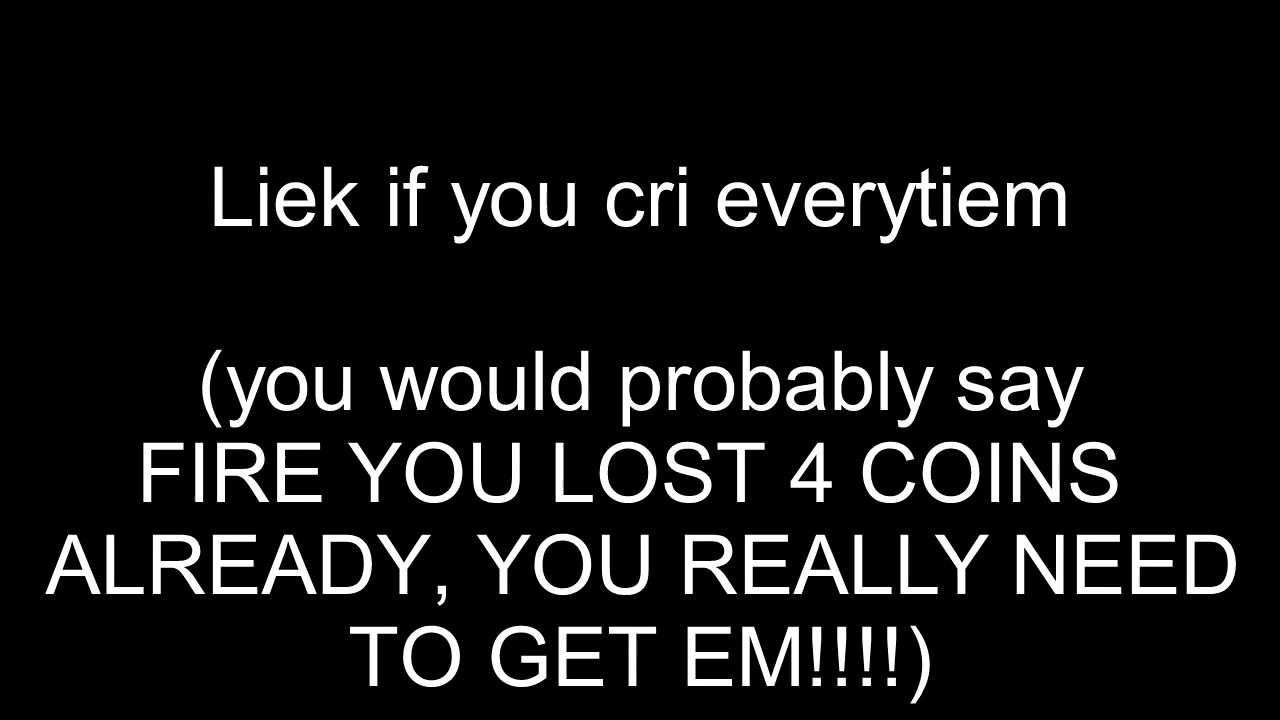 Liek if you cri everytiem
(you would probably say
FIRE YOU LOST 4 COINS
ALREADY, YOU REALLY NEED
TO GET EM!!!!)